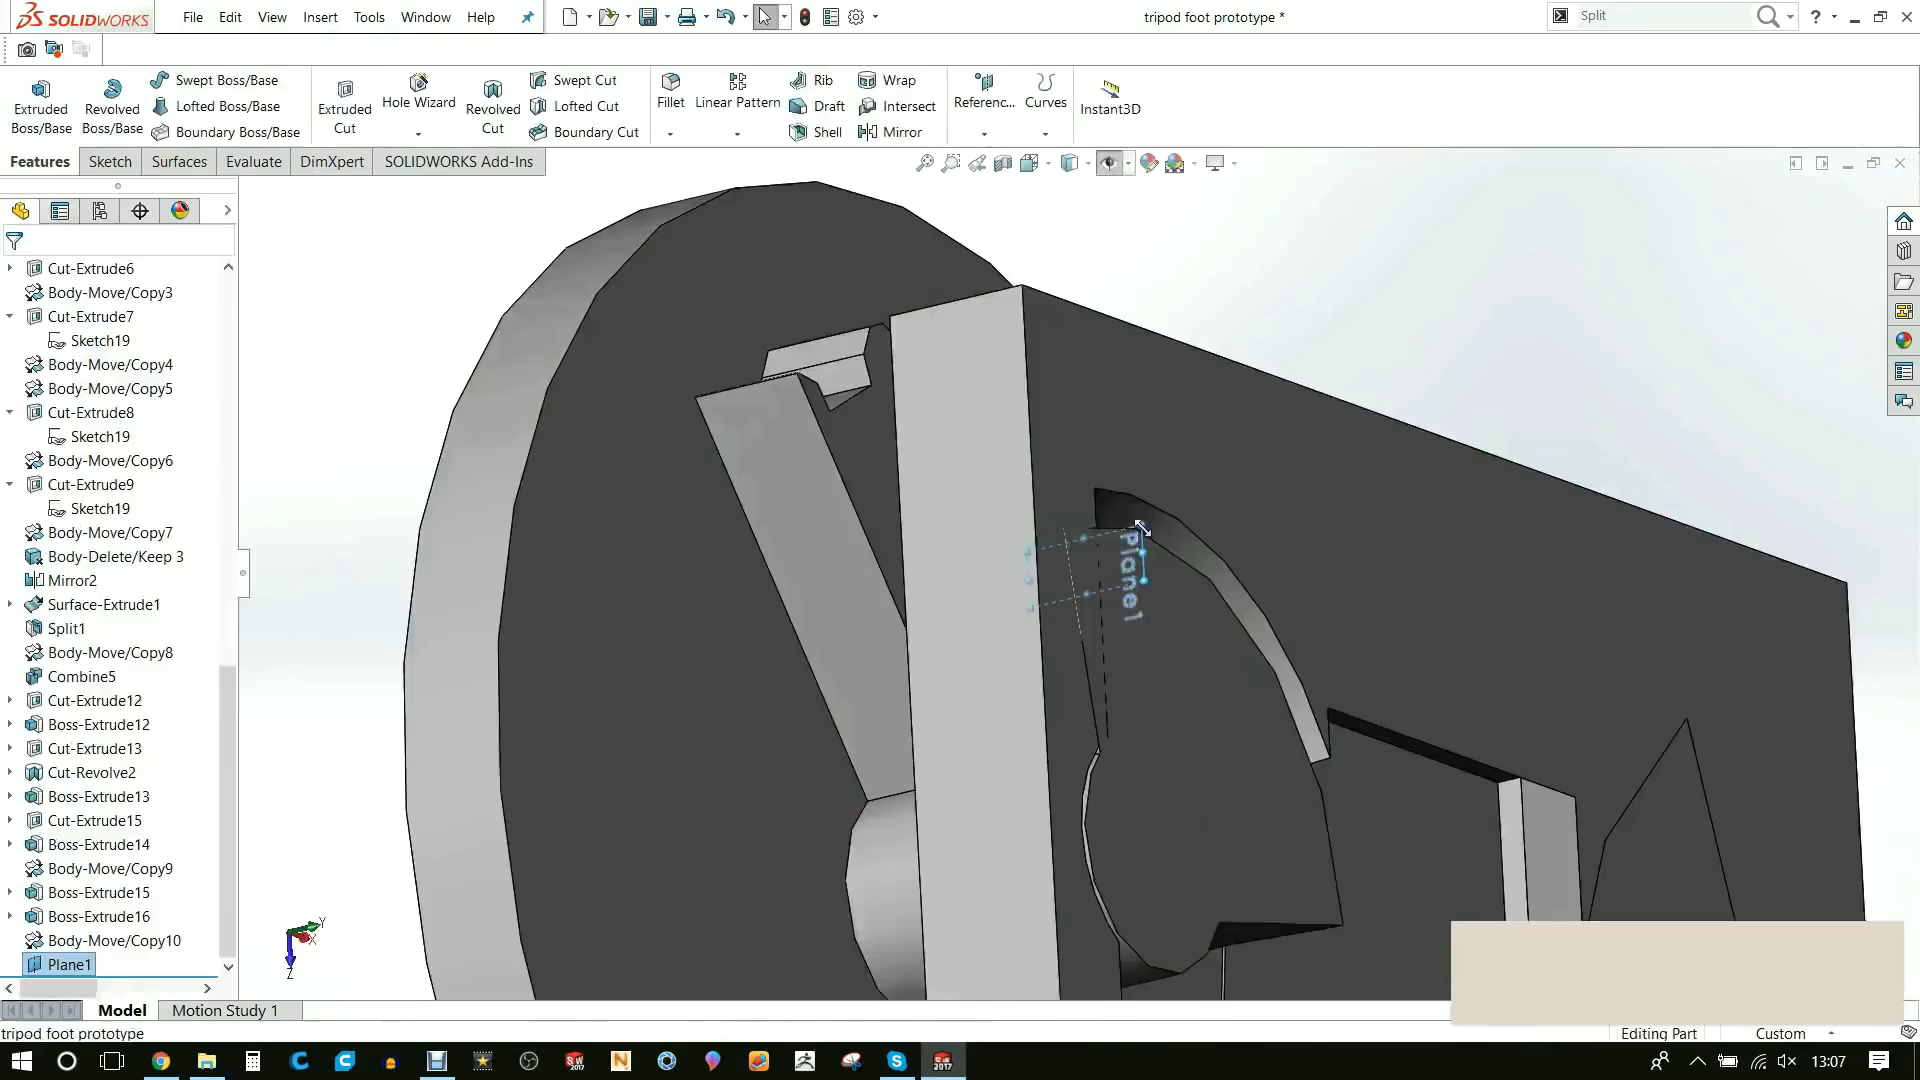 SOLIDWORKS File Edit View Insert Tools Window Help tripod foot prototype * Split ?
Extruded Boss/Base
Revolved Boss/Base
Swept Boss/Base
Lofted Boss/Base
Boundary Boss/Base
Extruded Cut
Hole Wizard
Revolved Cut
Swept Cut
Lofted Cut
Boundary Cut
Fillet
Linear Pattern
Rib
Draft
Shell
Wrap
Intersect
Mirror
Referenc...
Curves
Instant3D
Features Sketch Surfaces Evaluate DimXpert SOLIDWORKS Add-Ins
Cut-Extrude6
Body-Move/Copy3
Cut-Extrude7
Sketch19
Body-Move/Copy4
Body-Move/Copy5
Cut-Extrude8
Sketch19
Body-Move/Copy6
Cut-Extrude9
Sketch19
Body-Move/Copy7
Body-Delete/Keep 3
Mirror2
Surface-Extrude1
Split1
Body-Move/Copy8
Combine5
Cut-Extrude12
Boss-Extrude12
Cut-Extrude13
Cut-Revolve2
Boss-Extrude13
Cut-Extrude15
Boss-Extrude14
Body-Move/Copy9
Boss-Extrude15
Boss-Extrude16
Body-Move/Copy10
Plane1
Plane1
Y
X
Z
Model Motion Study 1
tripod foot prototype Editing Part Custom
SW 2017
N
SW 2017
13:07